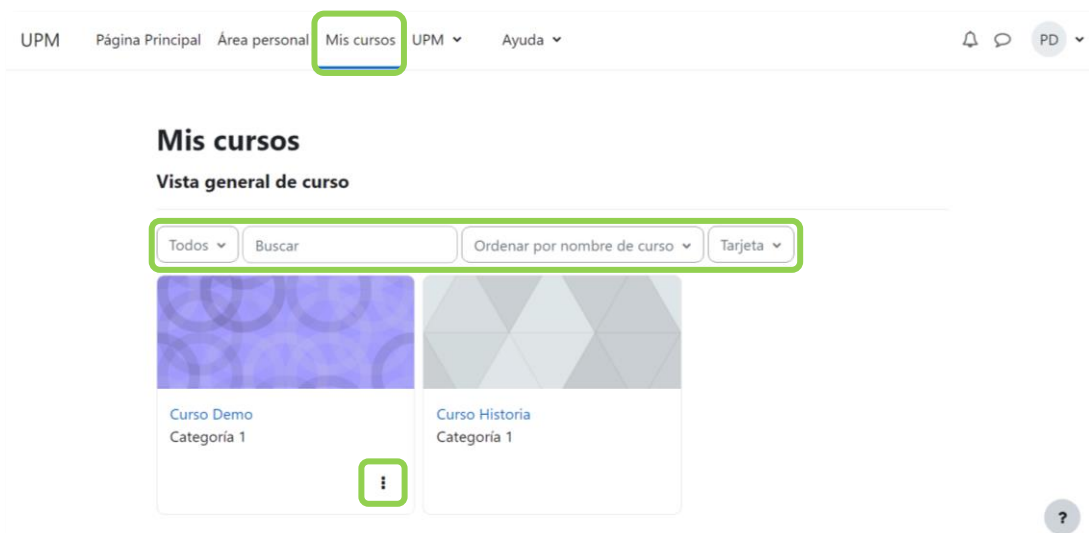 UPM Página Principal Área personal Mis cursos UPM Ayuda PD
Mis cursos
Vista general de curso
Todos Buscar Ordenar por nombre de curso Tarjeta
Curso Demo Curso Historia
Categoría 1 Categoría 1
?